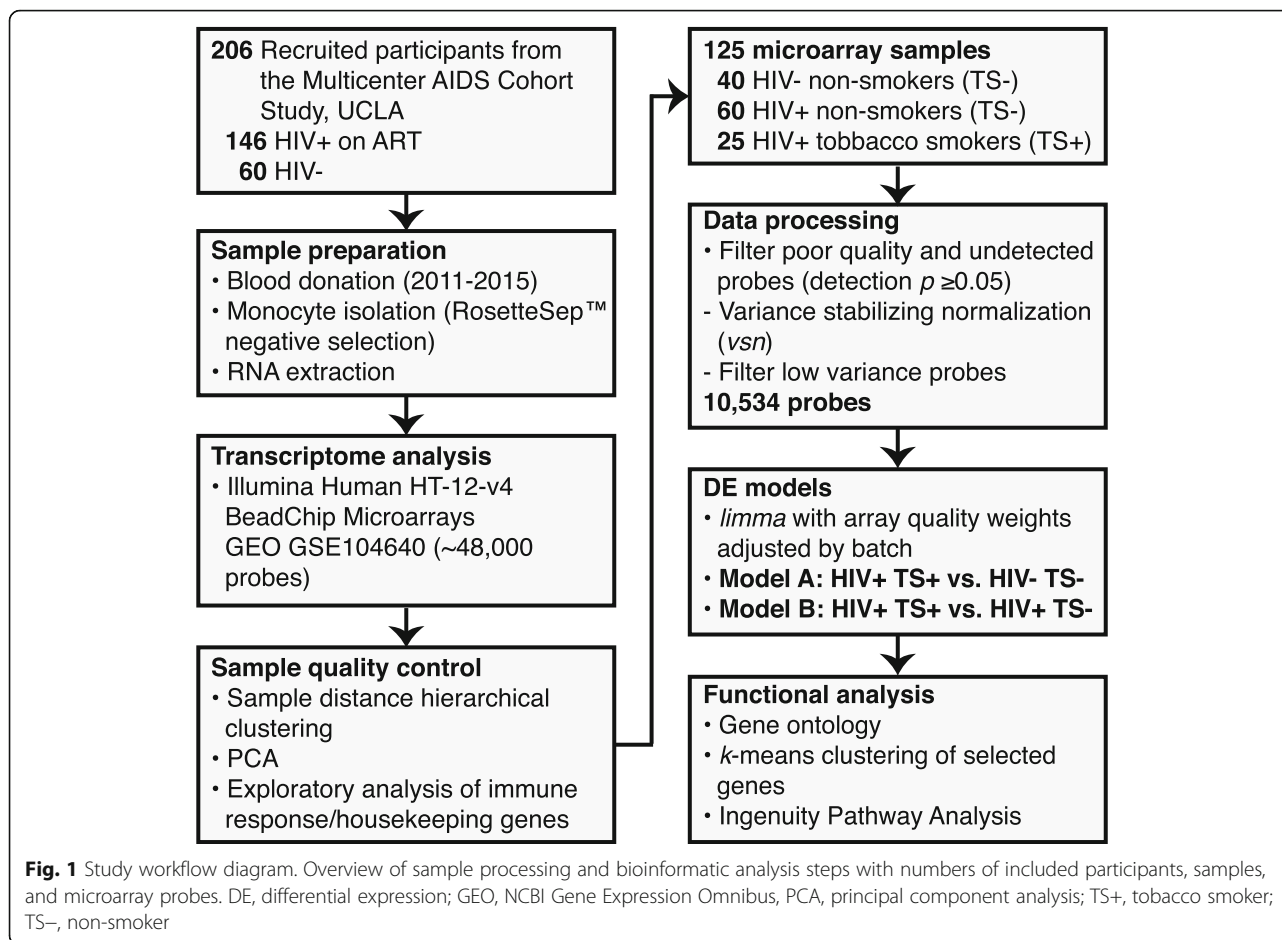 206 Recruited participants from
the Multicenter AIDS Cohort
Study, UCLA
146 HIV+ on ART
60 HIV-
Sample preparation
• Blood donation (2011-2015)
• Monocyte isolation (RosetteSep™
negative selection)
• RNA extraction
Transcriptome analysis
• Illumina Human HT-12-v4
BeadChip Microarrays
GEO GSE104640 (~48,000
probes)
Sample quality control
• Sample distance hierarchical
clustering
• PCA
• Exploratory analysis of immune
response/housekeeping genes
125 microarray samples
40 HIV- non-smokers (TS-)
60 HIV+ non-smokers (TS-)
25 HIV+ tobbacco smokers (TS+)
Data processing
• Filter poor quality and undetected
probes (detection p ≥0.05)
- Variance stabilizing normalization
(vsn)
- Filter low variance probes
10,534 probes
DE models
• limma with array quality weights
adjusted by batch
• Model A: HIV+ TS+ vs. HIV- TS-
• Model B: HIV+ TS+ vs. HIV+ TS-
Functional analysis
• Gene ontology
• k-means clustering of selected
genes
• Ingenuity Pathway Analysis
Fig. 1 Study workflow diagram. Overview of sample processing and bioinformatic analysis steps with numbers of included participants, samples,
and microarray probes. DE, differential expression; GEO, NCBI Gene Expression Omnibus, PCA, principal component analysis; TS+, tobacco smoker;
TS−, non-smoker